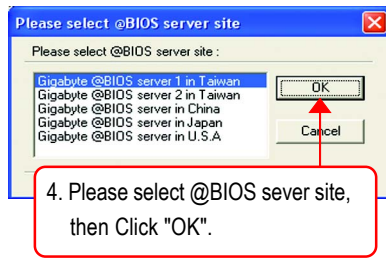 Please select @BIOS server site
Please select @BIOS server site :
Gigabyte @BIOS server 1 in Taiwan
Gigabyte @BIOS server 2 in Taiwan
Gigabyte @BIOS server in China
Gigabyte @BIOS server in Japan
Gigabyte @BIOS server in U.S.A
OK
Cancel
4. Please select @BIOS sever site,
then Click "OK".